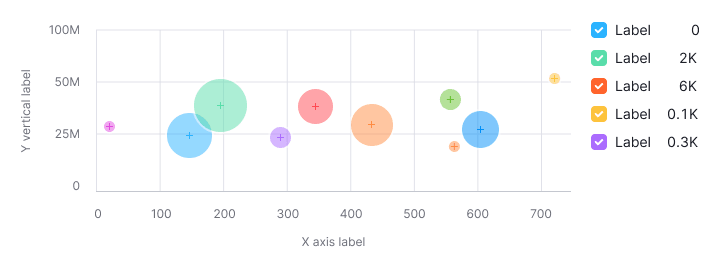 100M
50M
25M
0
Y vertical label
0 100 200 300 400 500 600 700
X axis label
Label 0
Label 2K
Label 6K
Label 0.1K
Label 0.3K